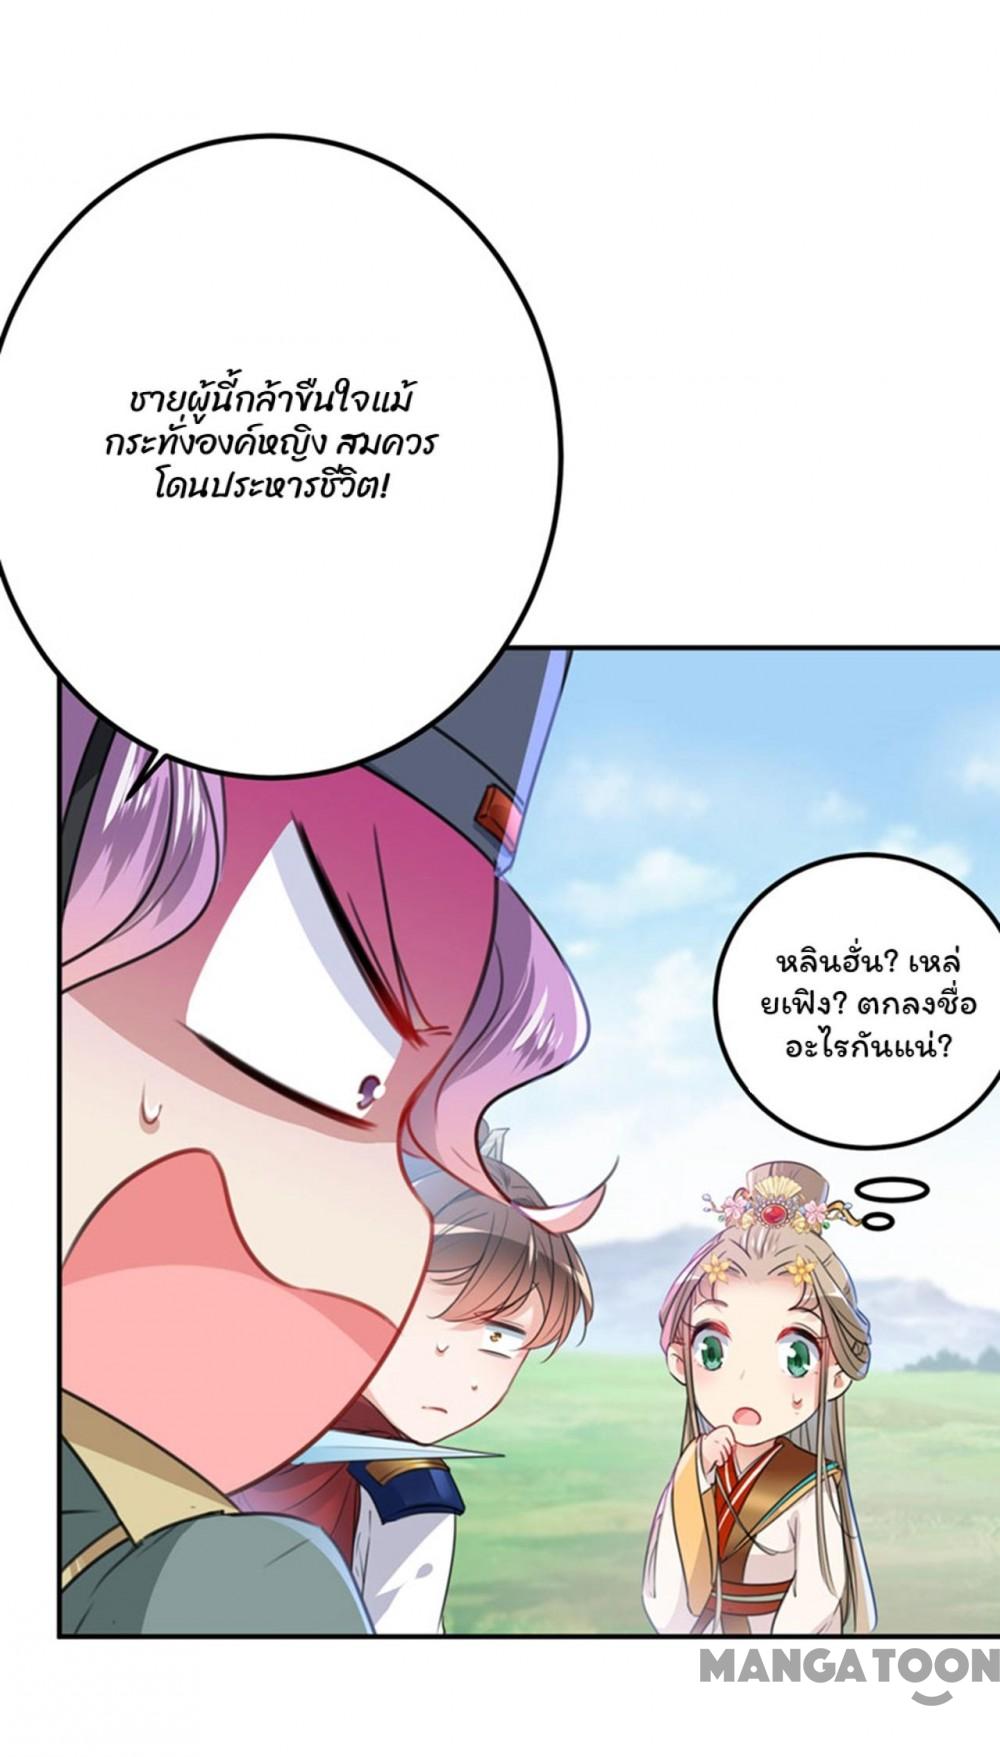 ชายผู้นี้กล้าขืนใจแม้
กระทั่งองค์หญิง สมควร
โดนประหารชีวิต!
หลินฮั่น? เหล่
ยเฟิง? ตกลงชื่อ
อะไรกันแน่?
MANGATOON